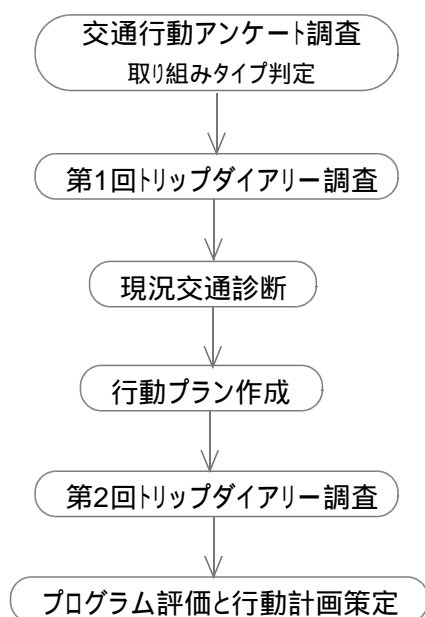 交通行動アンケート調査
取り組みタイプ判定
第1回トリップダイアリー調査
現況交通診断
行動プラン作成
第2回トリップダイアリー調査
プログラム評価と行動計画策定